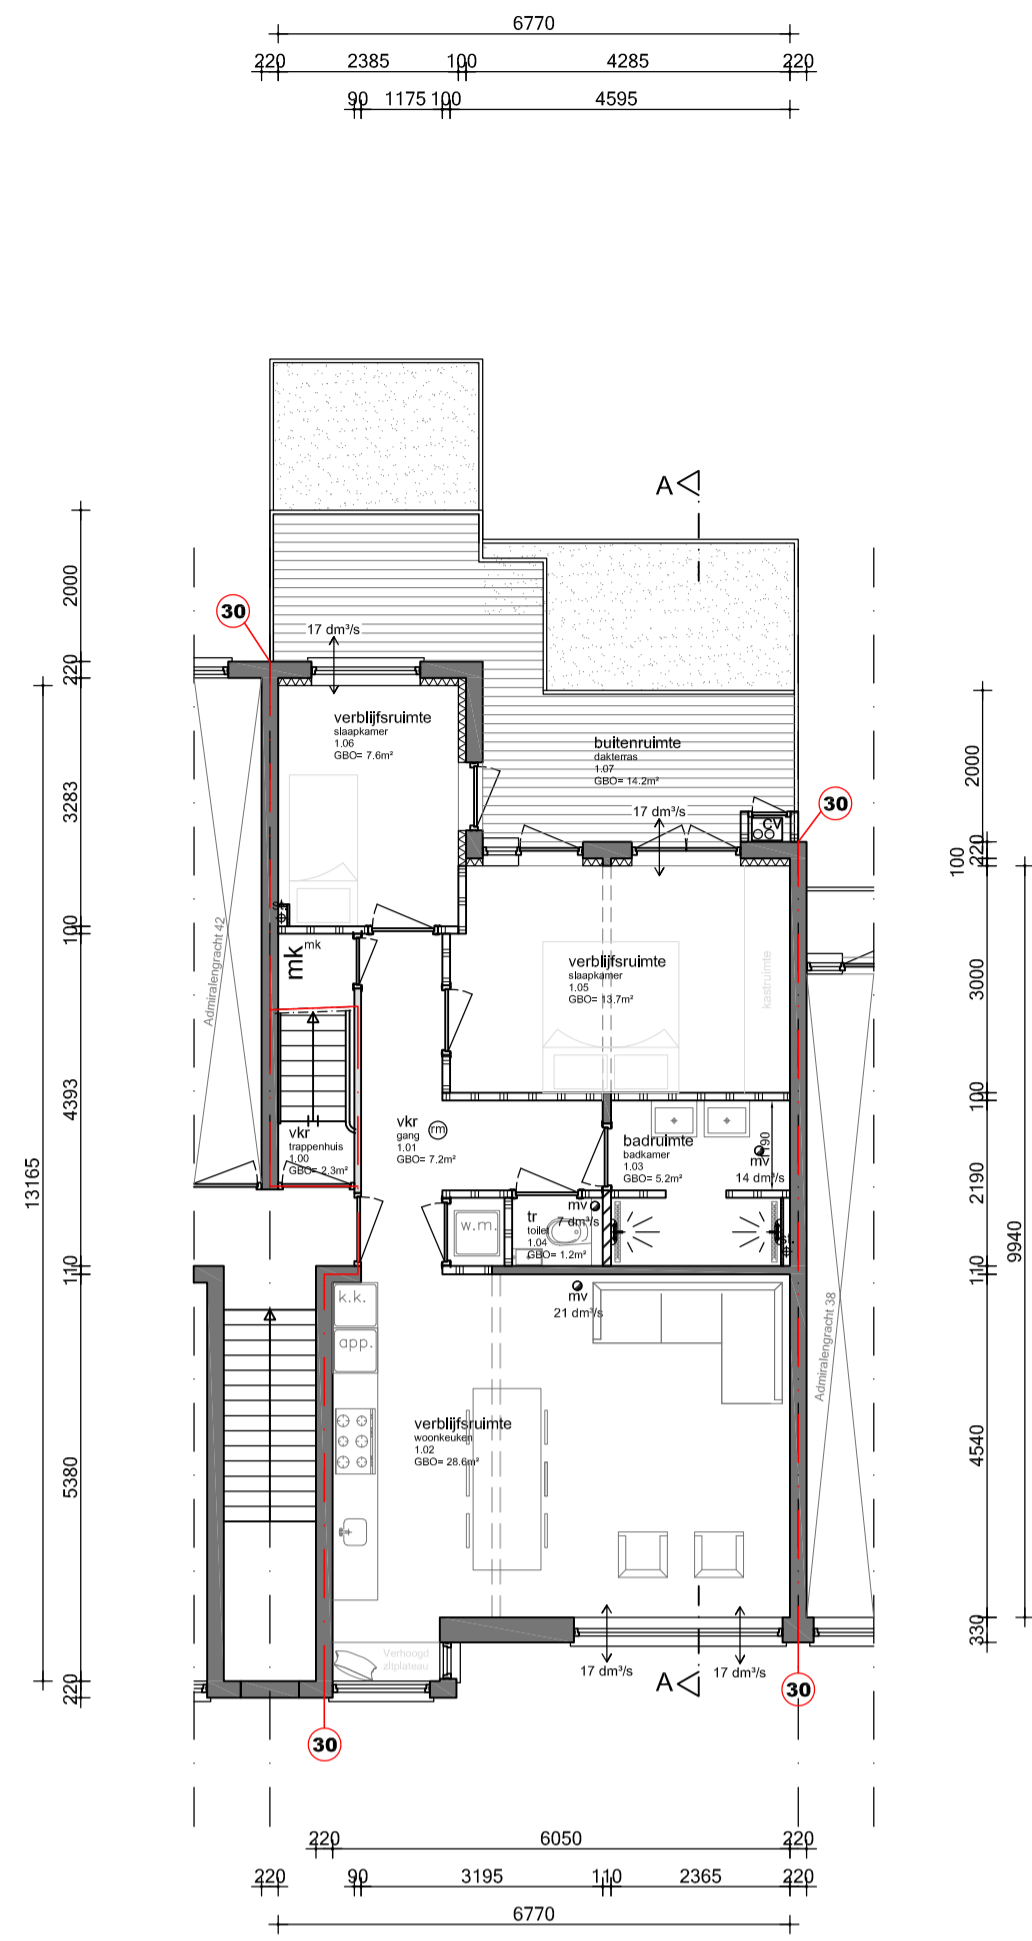 6770
220 2385 100 4285 220
90 1175 100 4595
A
2000
30
17 dm³/s
220
verblijfsruimte
slaapkamer
1.06
GBO= 7.6m²
buitenruimte
dakterras
1.07
GBO= 14.2m²
2000
3283
17 dm³/s
30
cv
220
100
st.
100
mk
mk
Admiralengracht 42
verblijfsruimte
slaapkamer
1.05
GBO= 13.7m²
kastruimte
3000
4393
100
vkr
trappenhuis
1.00
GBO= 2.3m²
vkr
gang
1.01
GBO= 7.2m²
rm
badruimte
badkamer
1.03
GBO= 5.2m²
1190
mv
14 dm³/s
2190
13165
w.m.
tr
toilet
1.04
GBO= 1.2m²
mv
7 dm³/s
st.
9940
110
110
k.k.
app.
mv
21 dm³/s
Admiralengracht 38
verblijfsruimte
woonkeuken
1.02
GBO= 28.6m²
4540
5380
Verhoogd
zitplateau
330
17 dm³/s
17 dm³/s
A
220
30
30
220 6050 220
220 90 3195 110 2365 220
6770